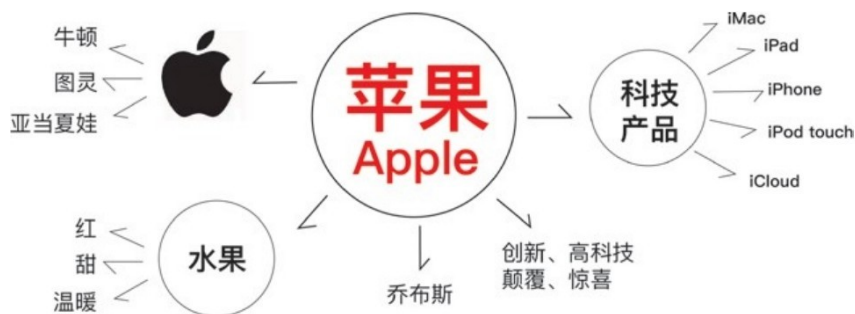 牛顿
图灵
亚当夏娃
苹果
Apple
科技
产品
iMac
iPad
iPhone
iPod touch
iCloud
红
甜
温暖
水果
乔布斯
创新、高科技
颠覆、惊喜